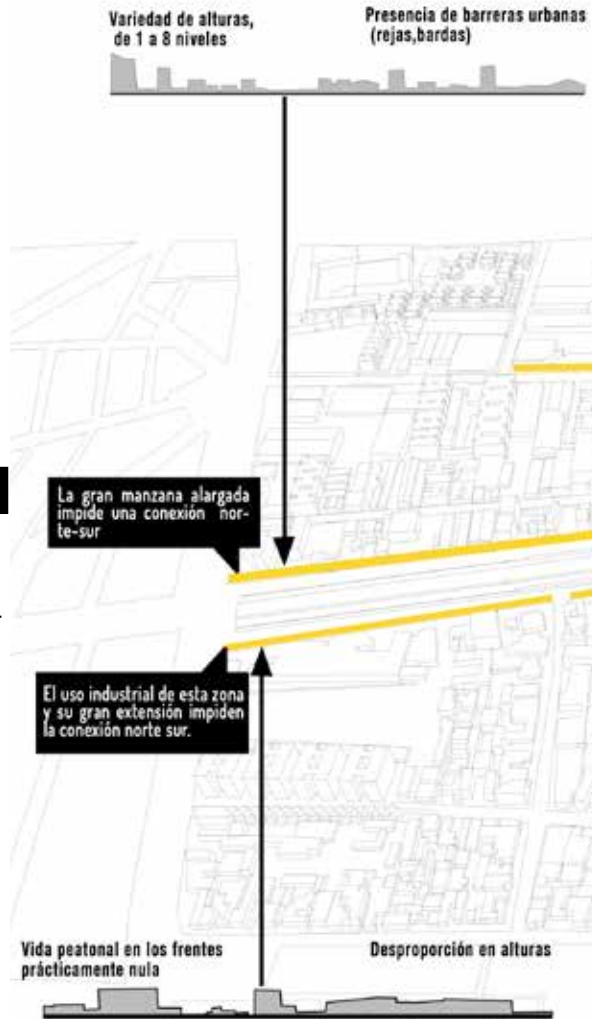 Variedad de alturas,
de 1 a 8 niveles
Presencia de barreras urbanas
(rejas,bardas)
La gran manzana alargada
impide una conexión nor-
te-sur
El uso industrial de esta zona
y su gran extensión impiden
la conexión norte sur.
Vida peatonal en los frentes
prácticamente nula
Desproporción en alturas